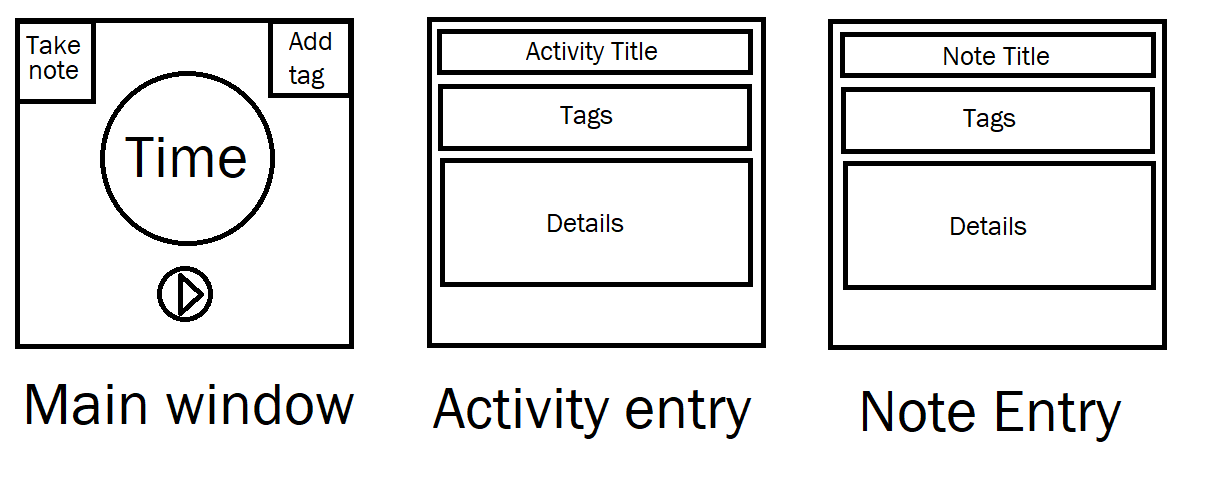 Take
note
Add
tag
Time
Main window
Activity Title
Tags
Details
Activity entry
Note Title
Tags
Details
Note Entry